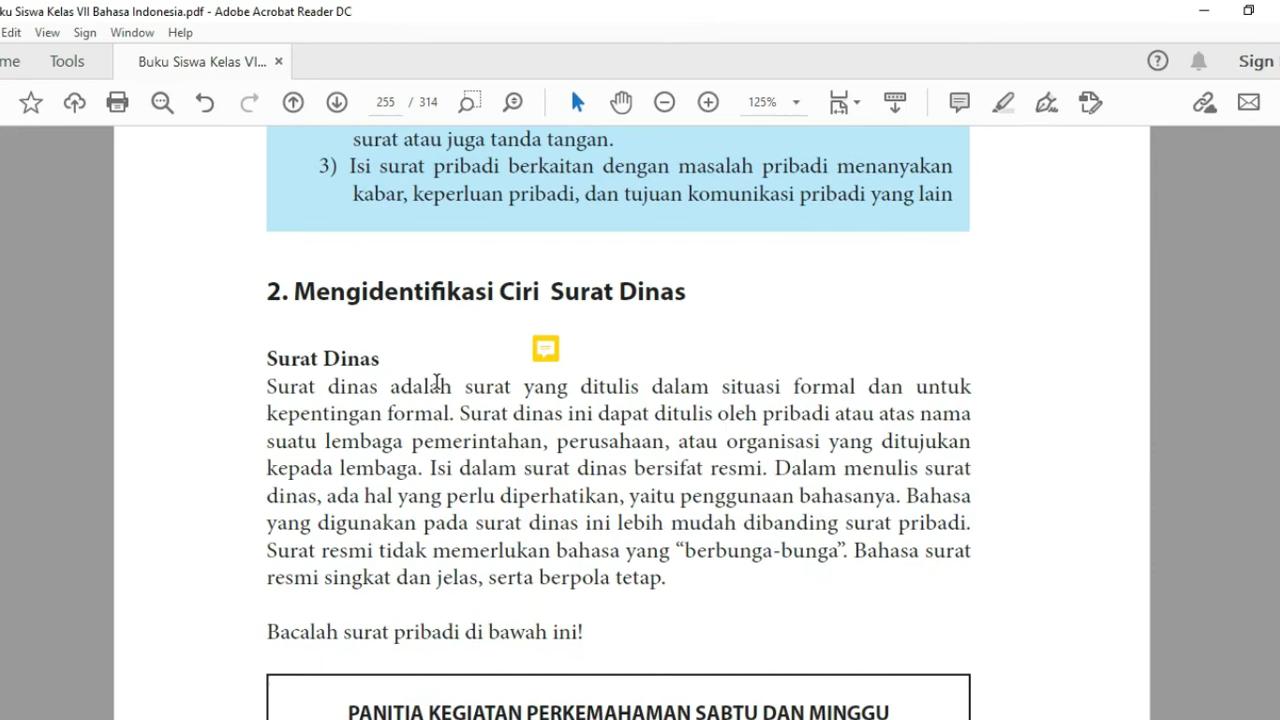 ku Siswa Kelas VII Bahasa Indonesia.pdf - Adobe Acrobat Reader DC
Edit View Sign Window Help
me Tools Buku Siswa Kelas VI... × Sign
255 / 314 125%
surat atau juga tanda tangan.
3) Isi surat pribadi berkaitan dengan masalah pribadi menanyakan
kabar, keperluan pribadi, dan tujuan komunikasi pribadi yang lain
2. Mengidentifikasi Ciri Surat Dinas
Surat Dinas
Surat dinas adalah surat yang ditulis dalam situasi formal dan untuk
kepentingan formal. Surat dinas ini dapat ditulis oleh pribadi atau atas nama
suatu lembaga pemerintahan, perusahaan, atau organisasi yang ditujukan
kepada lembaga. Isi dalam surat dinas bersifat resmi. Dalam menulis surat
dinas, ada hal yang perlu diperhatikan, yaitu penggunaan bahasanya. Bahasa
yang digunakan pada surat dinas ini lebih mudah dibanding surat pribadi.
Surat resmi tidak memerlukan bahasa yang “berbunga-bunga”. Bahasa surat
resmi singkat dan jelas, serta berpola tetap.
Bacalah surat pribadi di bawah ini!
PANITIA KEGIATAN PERKEMAHAMAN SABTU DAN MINGGU